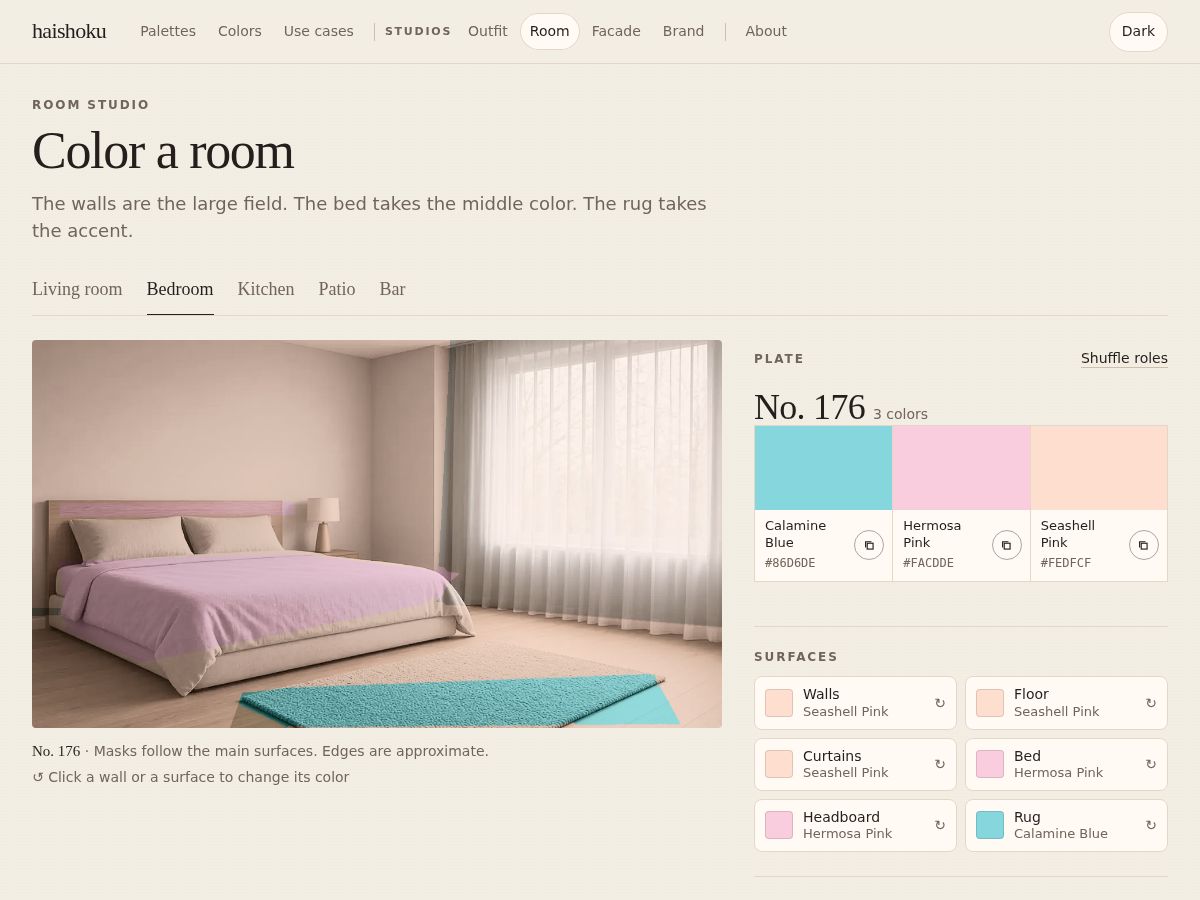 haishoku
Palettes
Colors
Use cases
STUDIOS
Outfit
Room
Facade
Brand
About
Dark
ROOM STUDIO
Color a room
The walls are the large field. The bed takes the middle color. The rug takes
the accent.
Living room
Bedroom
Kitchen
Patio
Bar
No. 176 · Masks follow the main surfaces. Edges are approximate.
↺ Click a wall or a surface to change its color
PLATE
Shuffle roles
No. 176 3 colors
Calamine
Blue
#86D6DE
Hermosa
Pink
#FACDDE
Seashell
Pink
#FEDFCF
SURFACES
Walls
Seashell Pink
Floor
Seashell Pink
Curtains
Seashell Pink
Bed
Hermosa Pink
Headboard
Hermosa Pink
Rug
Calamine Blue